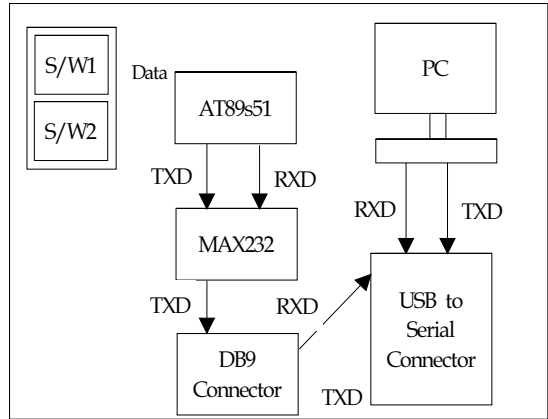 S/W1
S/W2
Data
AT89s51
TXD
RXD
MAX232
TXD
RXD
DB9
Connector
PC
RXD
TXD
USB to
Serial
Connector
TXD